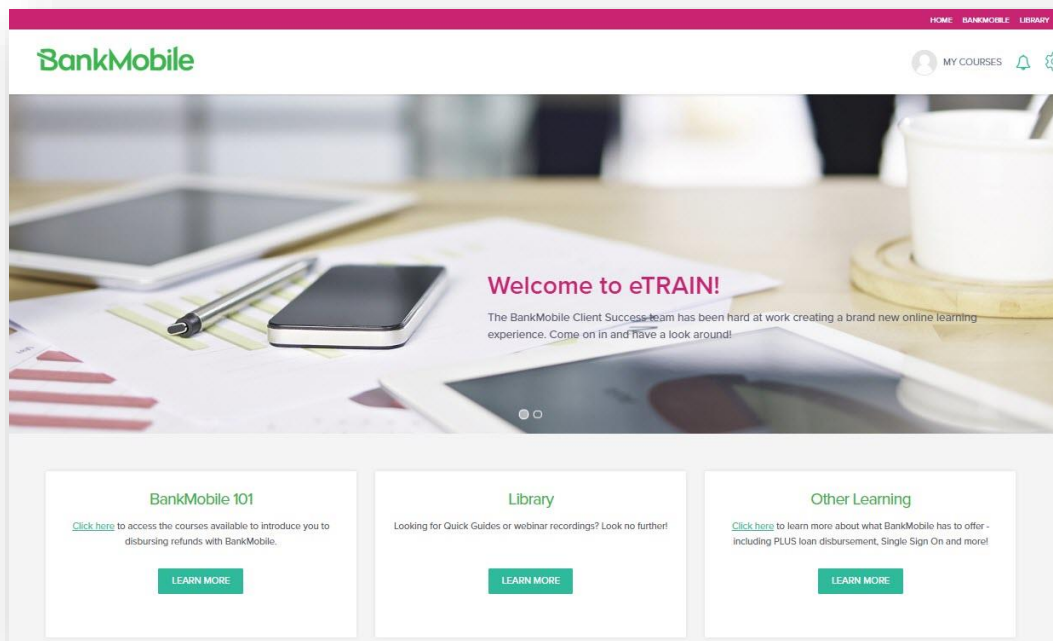 HOME BANKMOBILE LIBRARY
BankMobile
MY COURSES
Welcome to eTRAIN!
The BankMobile Client Success team has been hard at work creating a brand new online learning
experience. Come on in and have a look around!
BankMobile 101
Click here to access the courses available to introduce you to
disbursing refunds with BankMobile.
LEARN MORE
Library
Looking for Quick Guides or webinar recordings? Look no further!
LEARN MORE
Other Learning
Click here to learn more about what BankMobile has to offer -
including PLUS loan disbursement, Single Sign On and more!
LEARN MORE